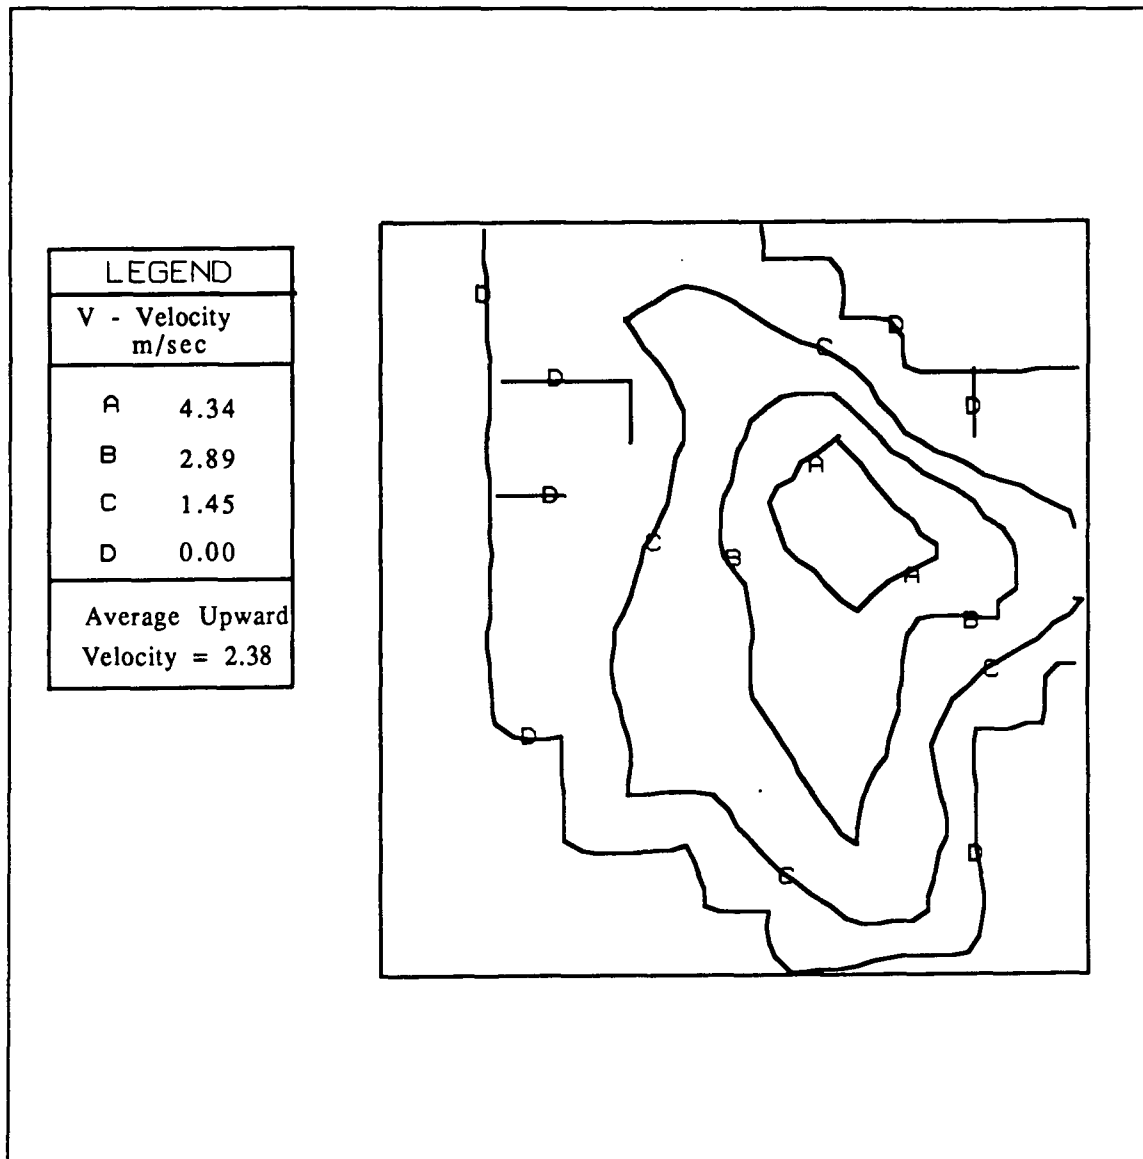 LEGEND
V - Velocity
m/sec
A 4.34
B 2.89
C 1.45
D 0.00
Average Upward
Velocity = 2.38
D
D
C
D
D
A
D
C
B
A
B
C
D
D
C